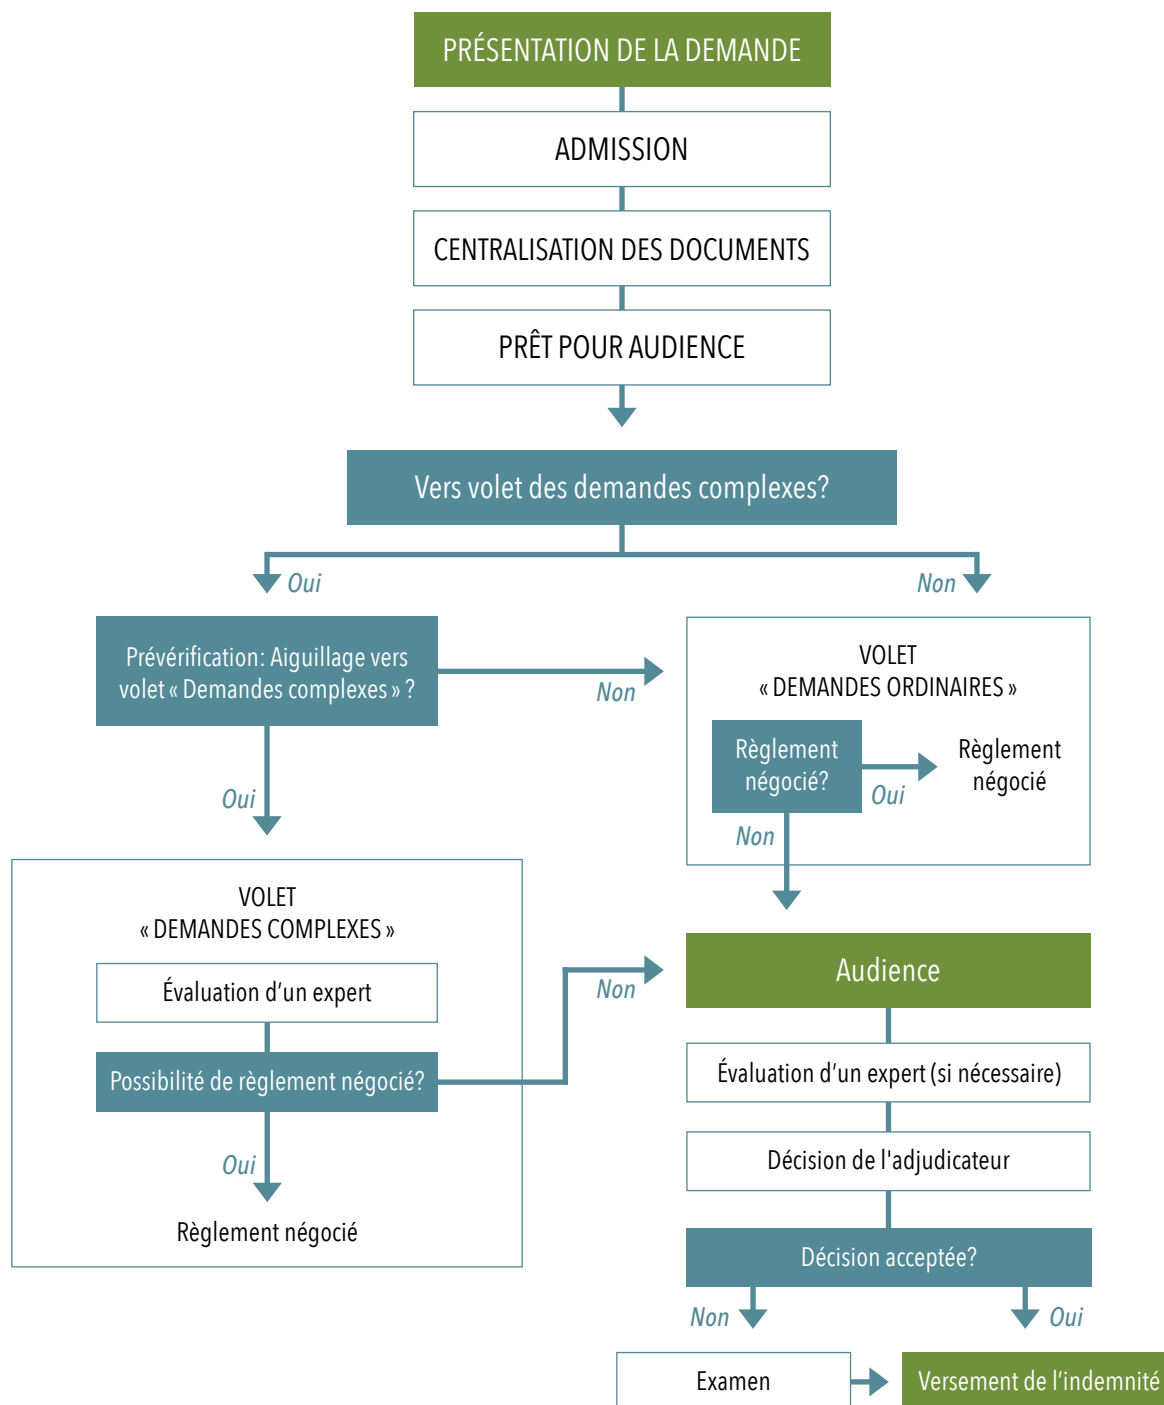 PRÉSENTATION DE LA DEMANDE
ADMISSION
CENTRALISATION DES DOCUMENTS
PRÊT POUR AUDIENCE
Vers volet des demandes complexes?
Oui
Non
Prévérification: Aiguillage vers
volet « Demandes complexes » ?
Non
Oui
VOLET
« DEMANDES ORDINAIRES »
Règlement
négocié?
Oui
Règlement
négocié
Non
VOLET
« DEMANDES COMPLEXES »
Évaluation d’un expert
Possibilité de règlement négocié?
Non
Oui
Règlement négocié
Audience
Évaluation d’un expert (si nécessaire)
Décision de l'adjudicateur
Décision acceptée?
Non
Oui
Examen
Versement de l’indemnité